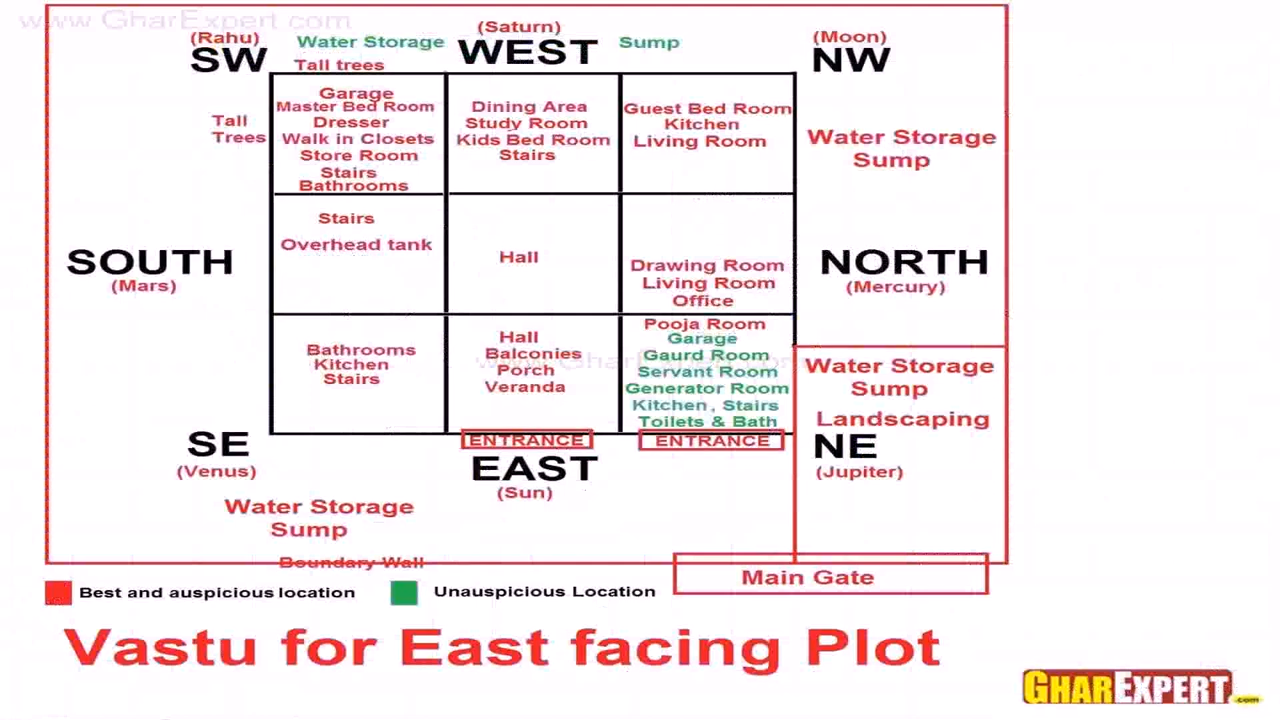 www GharExpert com
(Rahu)
SW
Water Storage
Tall trees
(Saturn)
WEST
Sump
(Moon)
NW
Tall
Trees
Garage
Master Bed Room
Dresser
Walk in Closets
Store Room
Stairs
Bathrooms
Dining Area
Study Room
Kids Bed Room
Stairs
Guest Bed Room
Kitchen
Living Room
Water Storage
Sump
SOUTH
(Mars)
Stairs
Overhead tank
Hall
Drawing Room
Living Room
Office
NORTH
(Mercury)
Bathrooms
Kitchen
Stairs
Hall
Balconies
Porch
Veranda
www GharExpert com
Pooja Room
Garage
Gaurd Room
Servant Room
Generator Room
Kitchen, Stairs
Toilets & Bath
Water Storage
Sump
Landscaping
SE
(Venus)
ENTRANCE
EAST
(Sun)
ENTRANCE
NE
(Jupiter)
Water Storage
Sump
Boundary Wall
Main Gate
Best and auspicious location
Unauspicious Location
Vastu for East facing Plot
GHAREXPERT.com